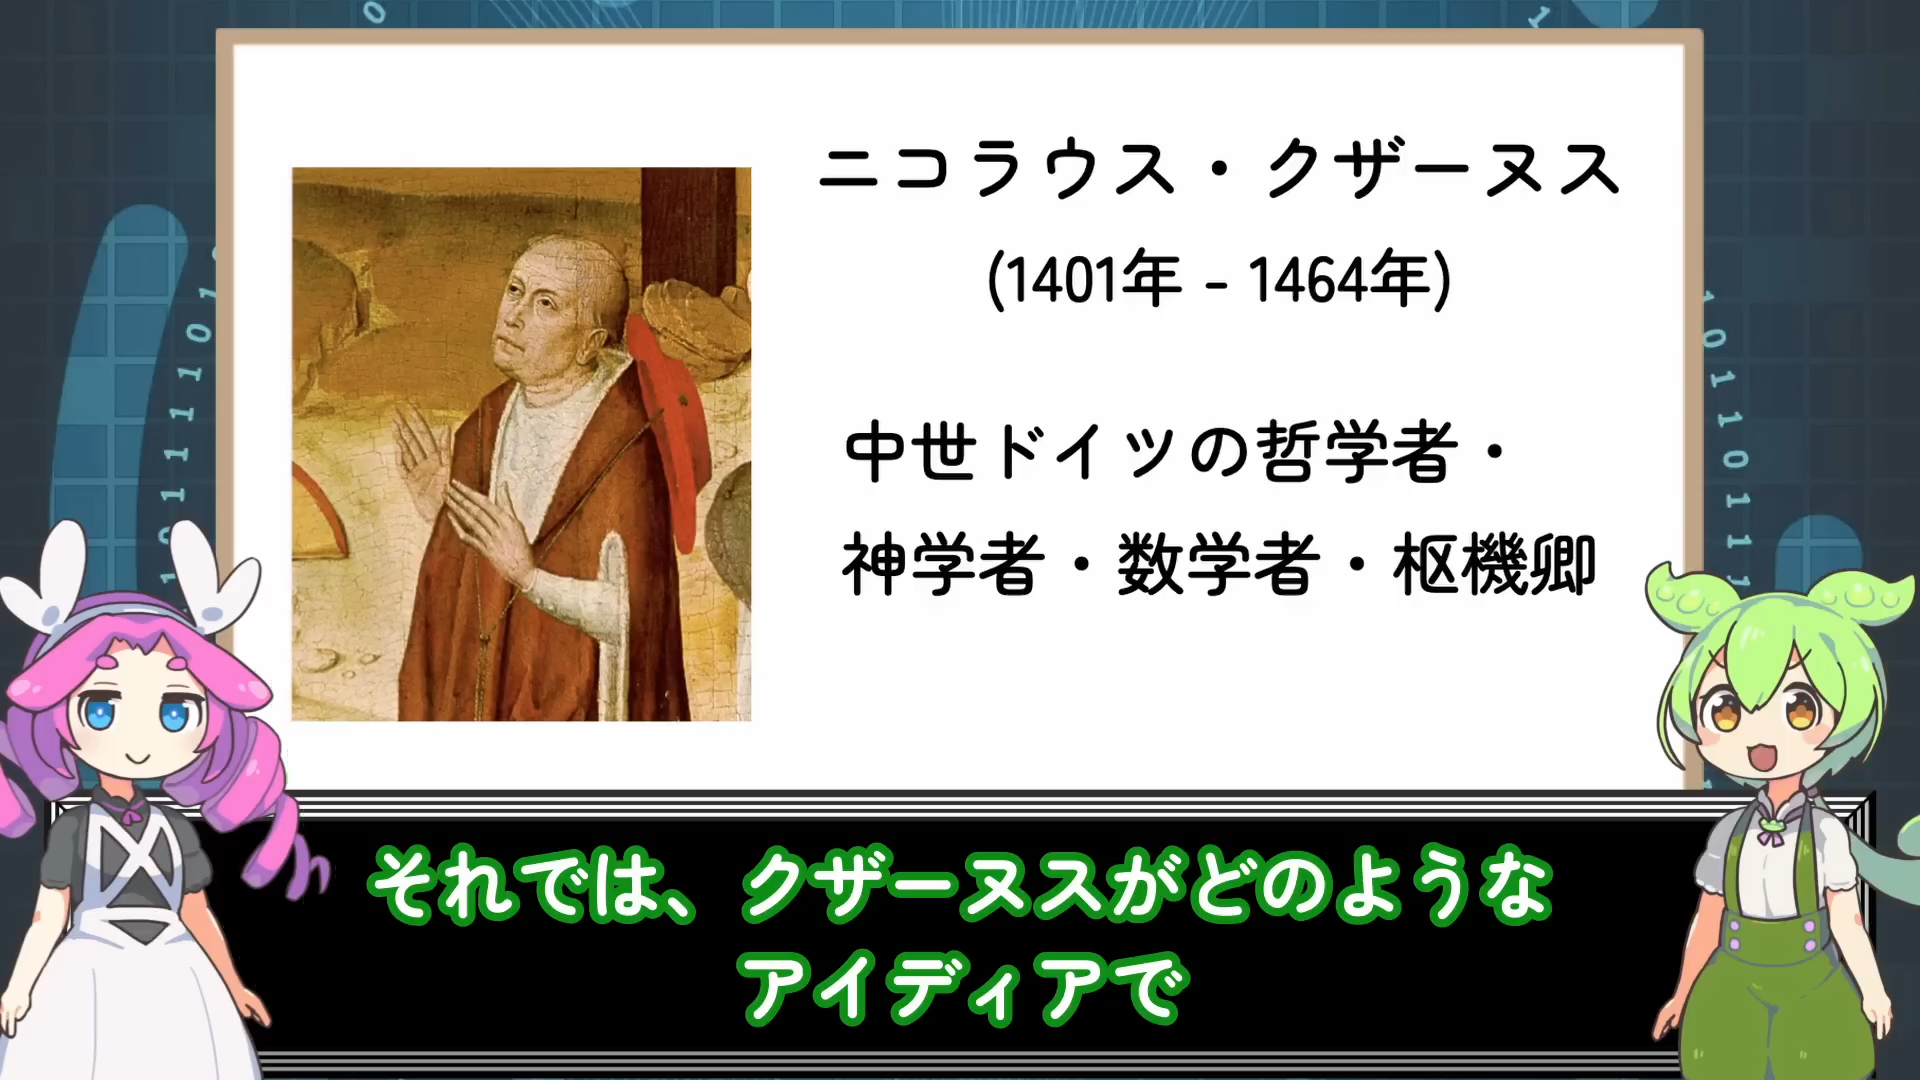 ニコラウス・クザーヌス
(1401年 - 1464年)
中世ドイツの哲学者・
神学者・数学者・枢機卿
それでは、クザーヌスがどのような
アイディアで